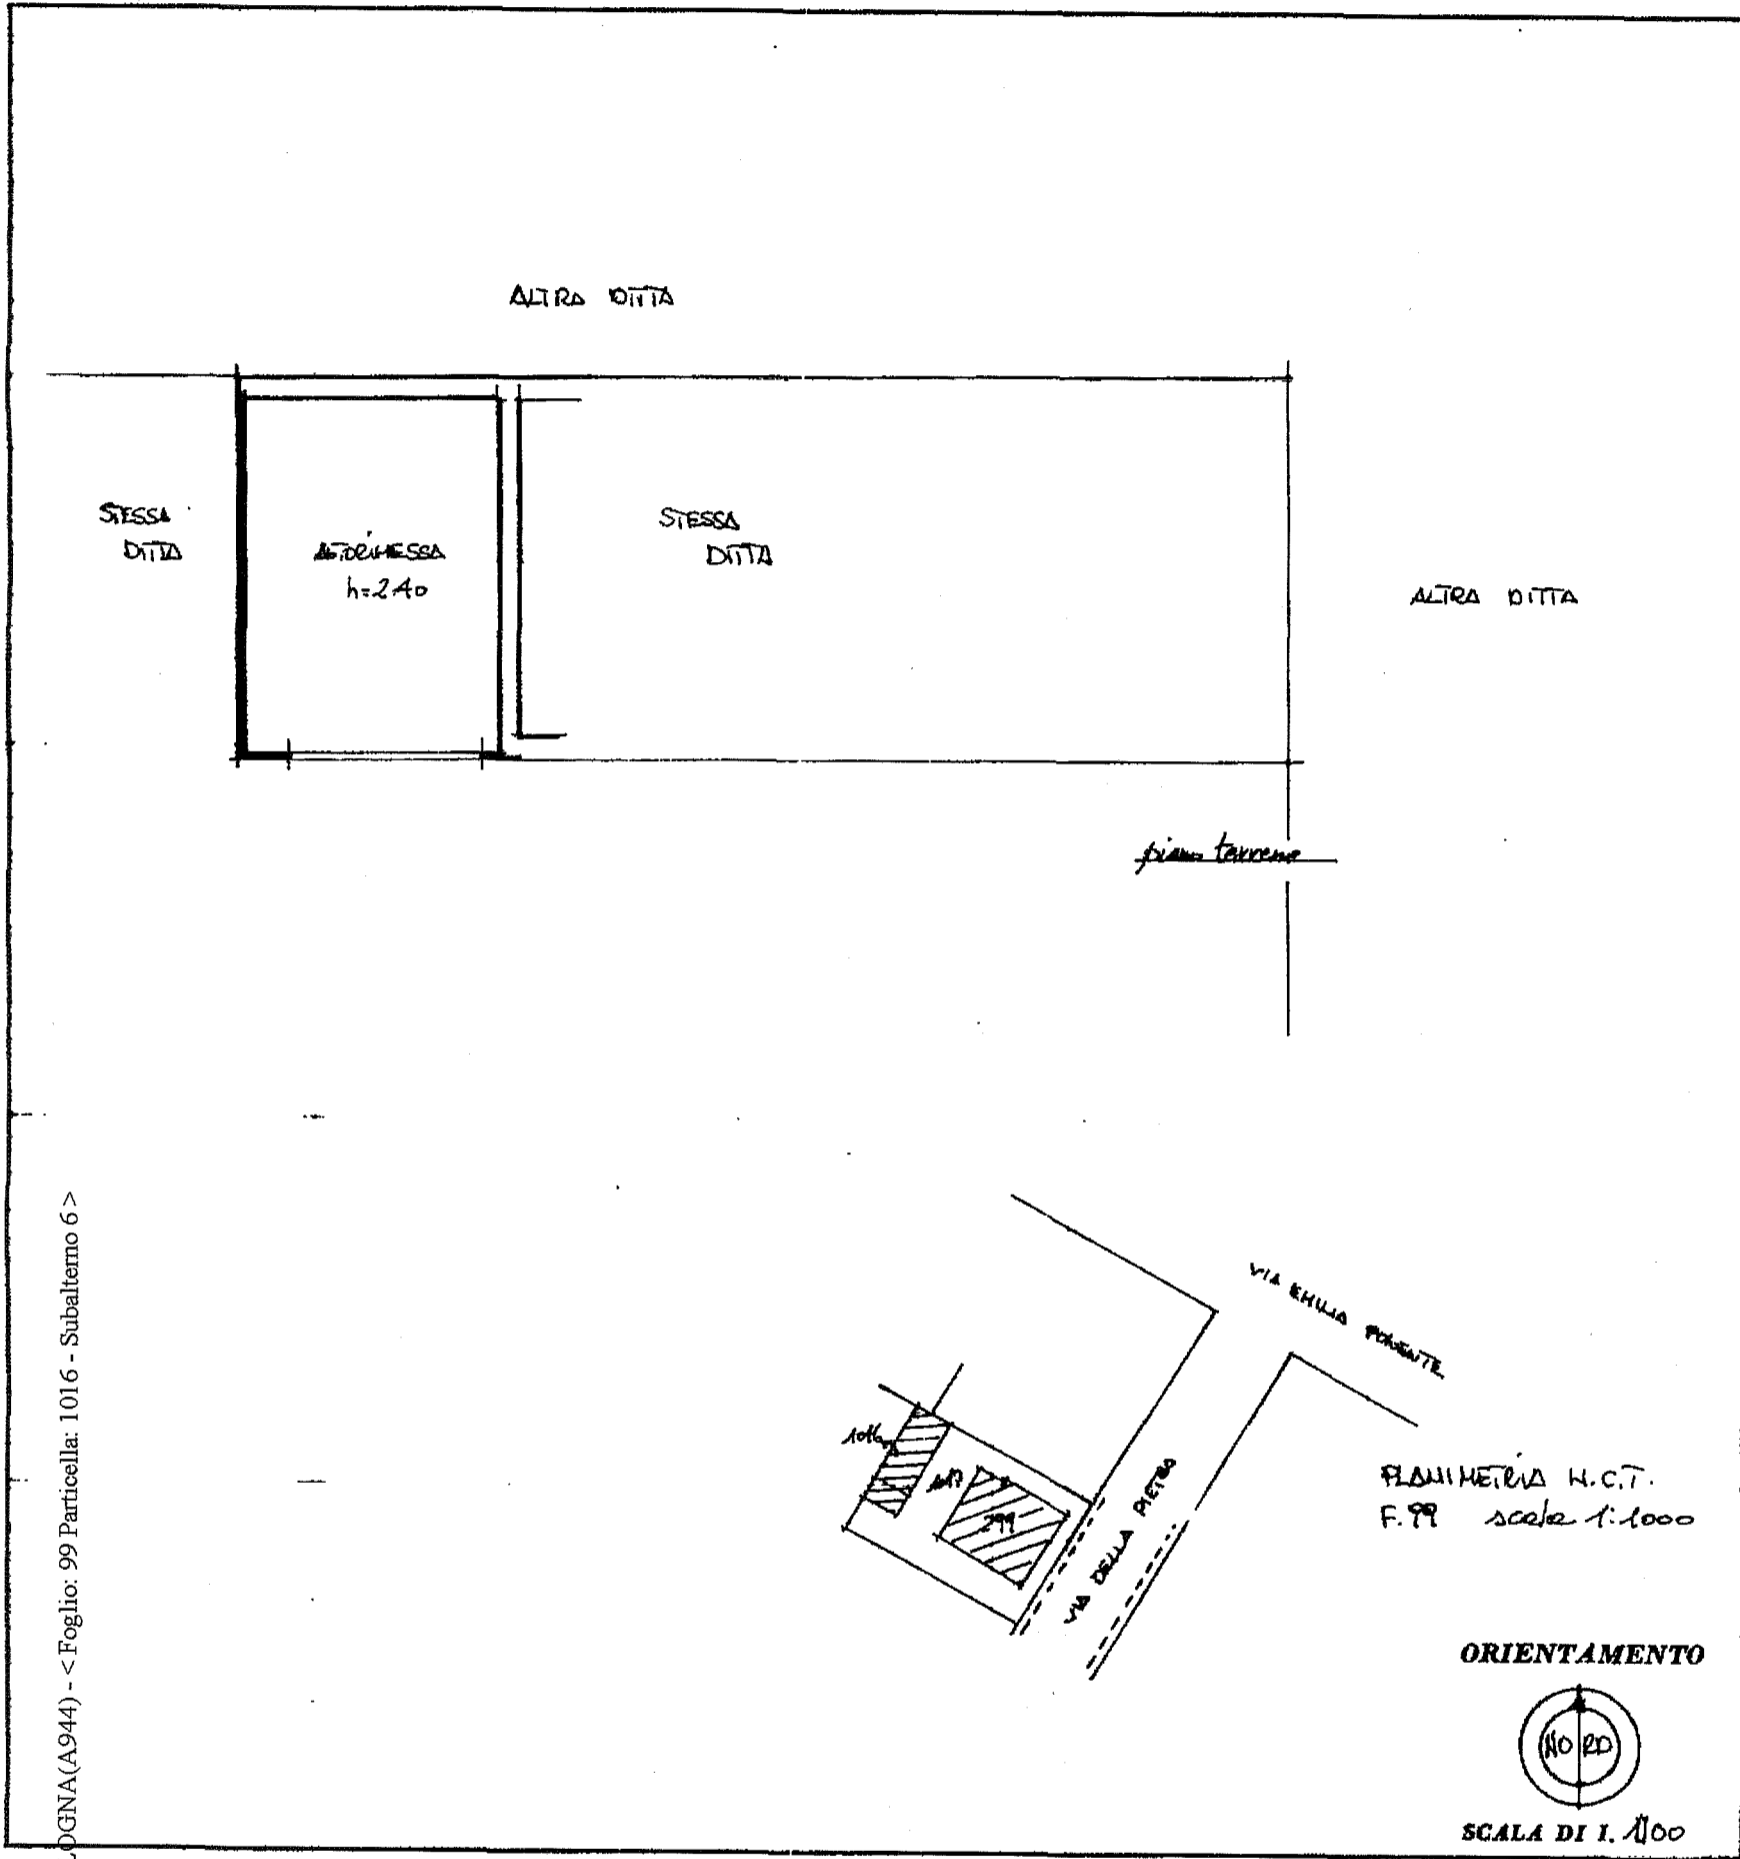 ALTRA DITTA
STESSA
DITTA
AUTORIMESSA
h=2.40
STESSA
DITTA
ALTRA DITTA
piano terreno
VIA EMILIA PONENTE
1016
299
VIA DELLA PIETRA
PLANIMETRIA N.C.T.
F.99 scala 1:1000
ORIENTAMENTO
NORD
SCALA DI 1. 100
OGNA(A944) - < Foglio: 99 Particella: 1016 - Subalterno 6 >